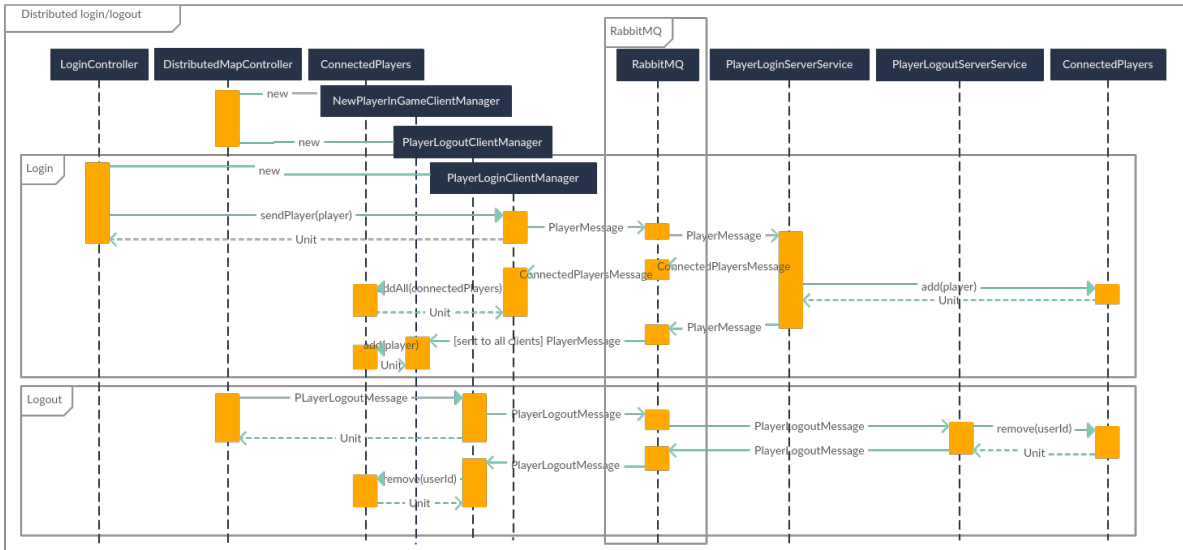 Distributed login/logout
RabbitMQ
LoginController
DistributedMapController
ConnectedPlayers
RabbitMQ
PlayerLoginServerService
PlayerLogoutServerService
ConnectedPlayers
new
NewPlayerInGameClientManager
new
PlayerLogoutClientManager
Login
new
PlayerLoginClientManager
sendPlayer(player)
PlayerMessage
PlayerMessage
Unit
ConnectedPlayersMessage
ConnectedPlayersMessage
addAll(connectedPlayers)
add(player)
Unit
Unit
PlayerMessage
[sent to all clients] PlayerMessage
add(player)
Unit
Logout
PLayerLogoutMessage
PlayerLogoutMessage
PlayerLogoutMessage
remove(userId)
Unit
PlayerLogoutMessage
Unit
PlayerLogoutMessage
remove(userId)
Unit